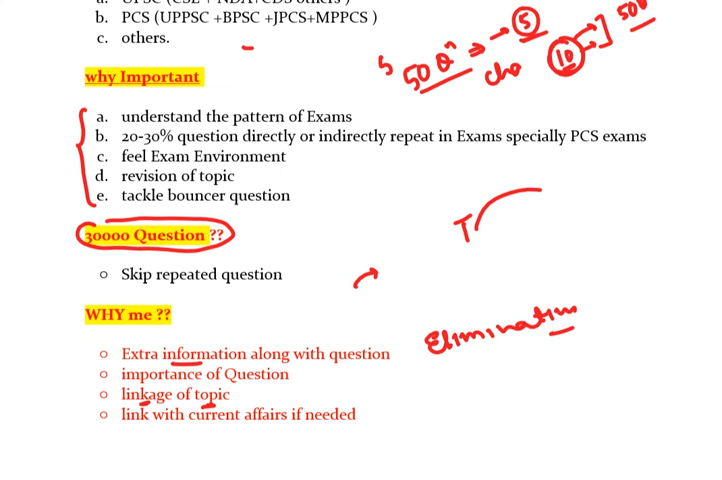 b. PCS (UPPSC +BPSC +JPCS+MPPCS )
c. others.
50 Qⁿ ⇒ → 5
10
50
why Important
a. understand the pattern of Exams
b. 20-30% question directly or indirectly repeat in Exams specially PCS exams
c. feel Exam Environment
d. revision of topic
e. tackle bouncer question
T
30000 Question ??
Skip repeated question
WHY me ??
Elimination
Extra information along with question
importance of Question
linkage of topic
link with current affairs if needed